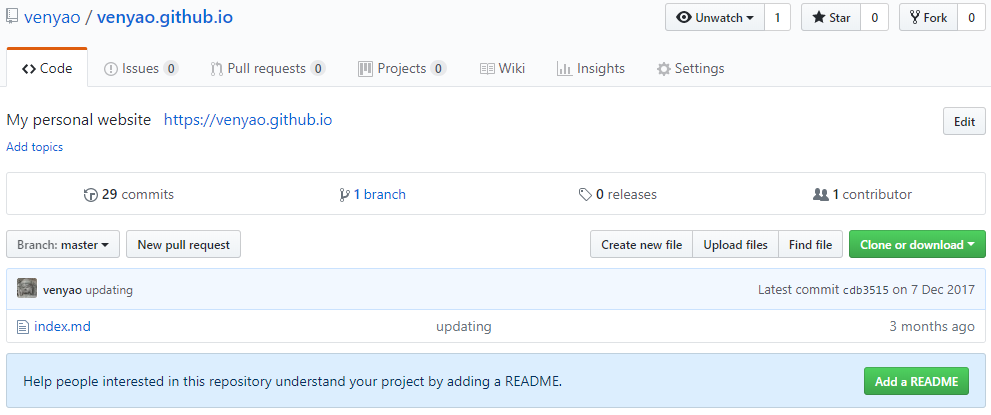 venyao / venyao.github.io Unwatch 1 Star 0 Fork 0
Code Issues 0 Pull requests 0 Projects 0 Wiki Insights Settings
My personal website https://venyao.github.io Edit
Add topics
29 commits 1 branch 0 releases 1 contributor
Branch: master New pull request Create new file Upload files Find file Clone or download
venyao updating Latest commit cdb3515 on 7 Dec 2017
index.md updating 3 months ago
Help people interested in this repository understand your project by adding a README. Add a README